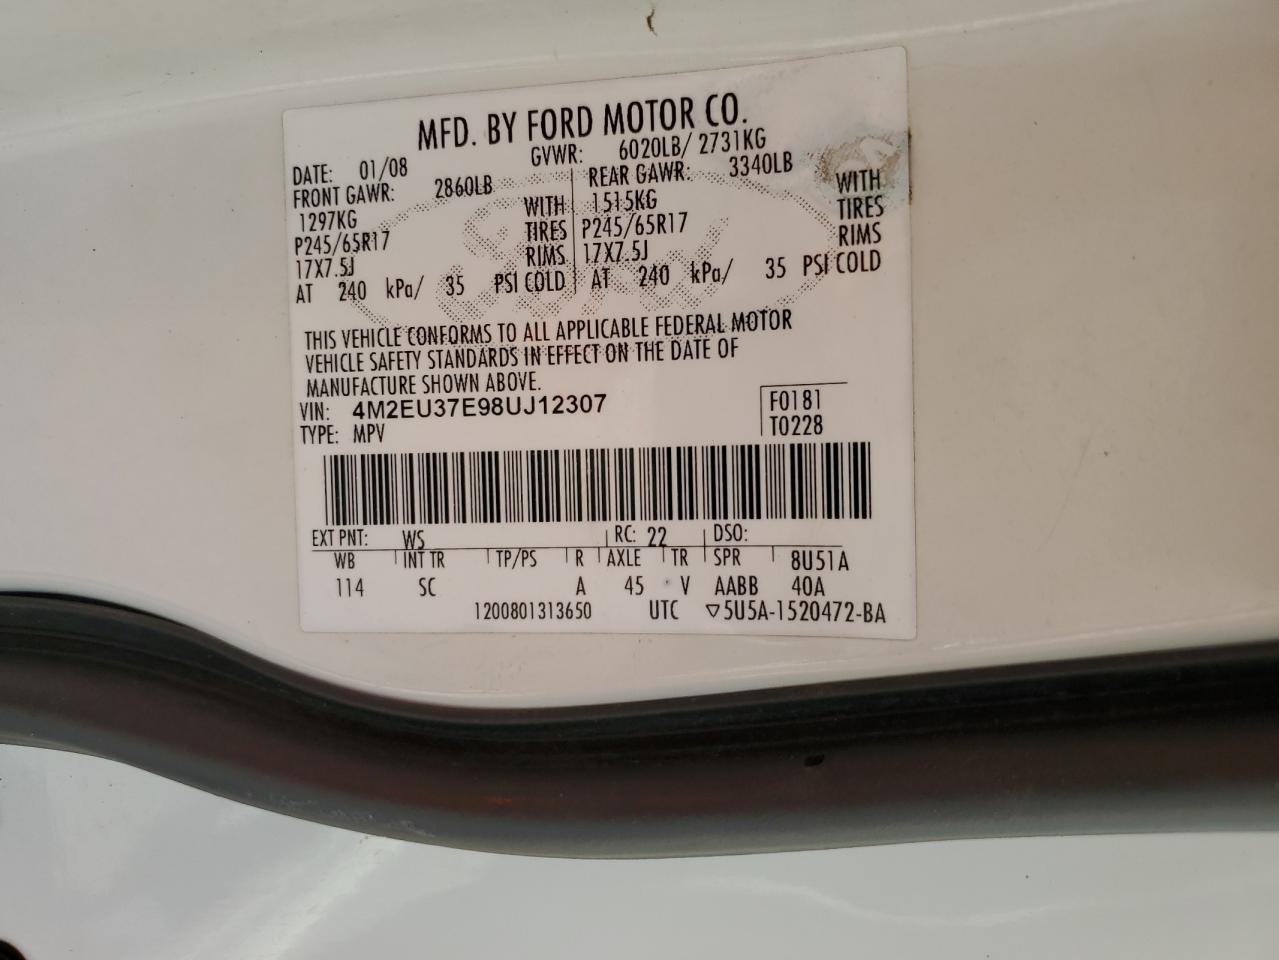 MFD. BY FORD MOTOR CO.
DATE: 01/08 GVWR: 6020LB/ 2731KG
FRONT GAWR: 2860LB REAR GAWR: 3340LB
1297KG WITH 1515KG WITH
P245/65R17 TIRES P245/65R17 TIRES
17X7.5J RIMS 17X7.5J RIMS
AT 240 kPa/ 35 PSI COLD AT 240 kPa/ 35 PSI COLD
THIS VEHICLE CONFORMS TO ALL APPLICABLE FEDERAL MOTOR
VEHICLE SAFETY STANDARDS IN EFFECT ON THE DATE OF
MANUFACTURE SHOWN ABOVE.
VIN: 4M2EU37E98UJ12307 F0181
TYPE: MPV T0228
EXT PNT: WS RC: 22 DSO:
WB INT TR TP/PS R AXLE TR SPR 8U51A
114 SC A 45 V AABB 40A
1200801313650 UTC ▽5U5A-1520472-BA